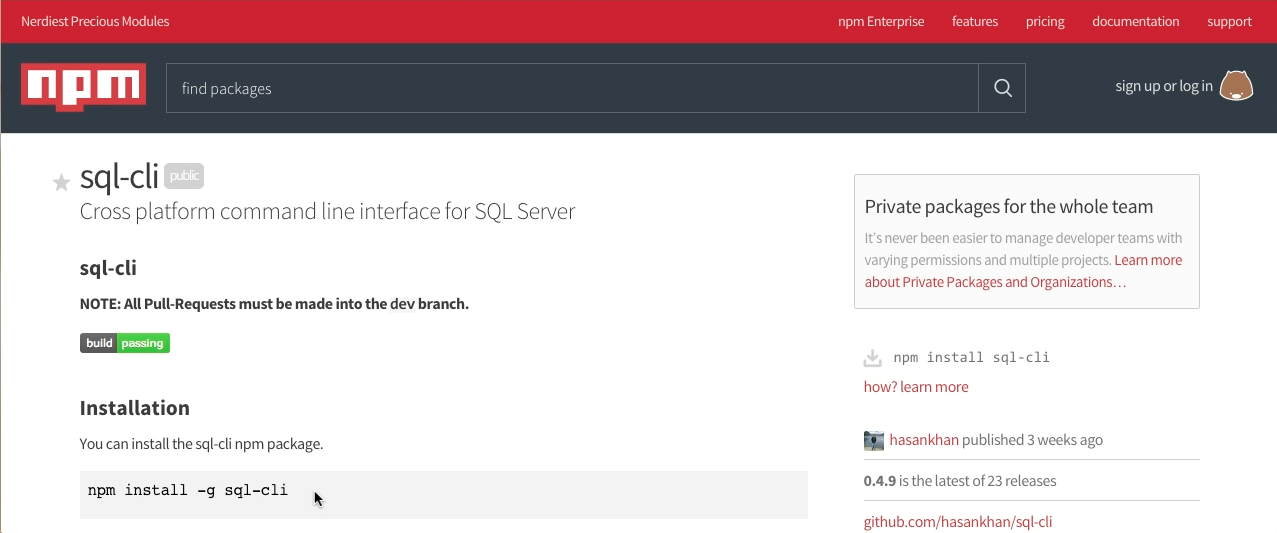 Nerdiest Precious Modules
npm Enterprise features pricing documentation support
npm
find packages
sign up or log in
sql-cli public
Cross platform command line interface for SQL Server
sql-cli
NOTE: All Pull-Requests must be made into the dev branch.
build passing
Installation
You can install the sql-cli npm package.
npm install -g sql-cli
Private packages for the whole team
It's never been easier to manage developer teams with
varying permissions and multiple projects. Learn more
about Private Packages and Organizations…
npm install sql-cli
how? learn more
hasankhan published 3 weeks ago
0.4.9 is the latest of 23 releases
github.com/hasankhan/sql-cli